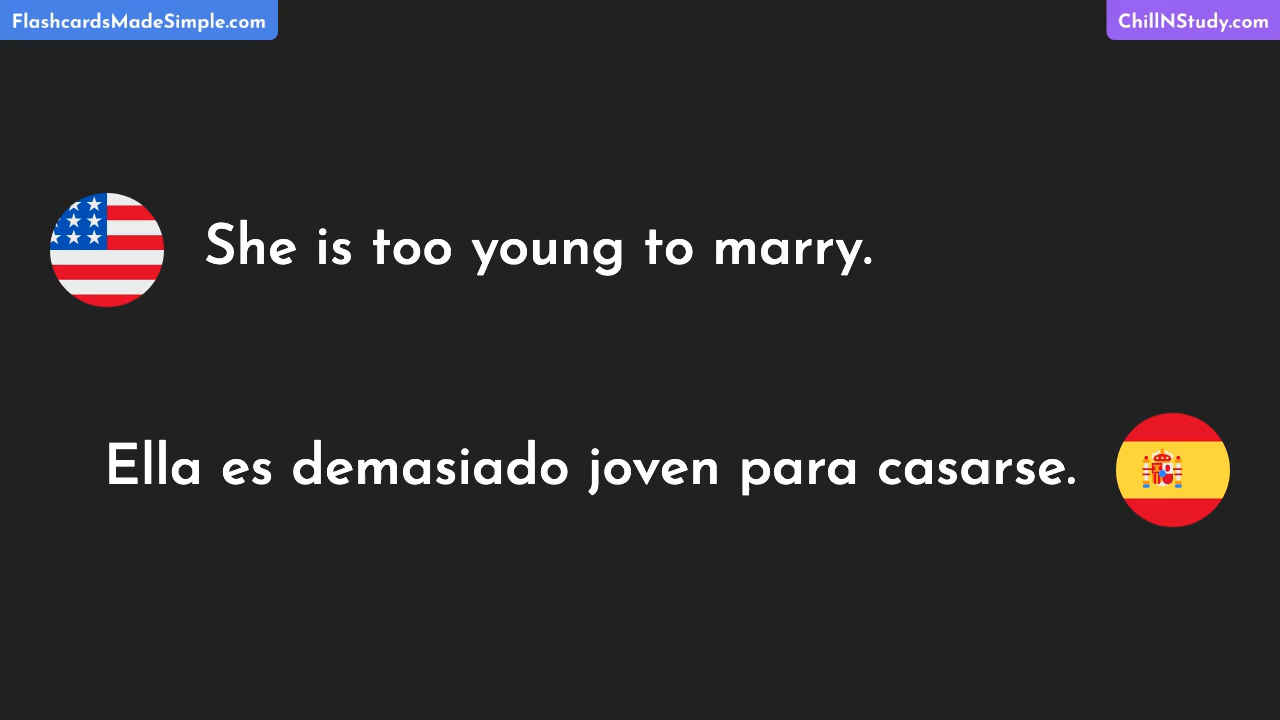 FlashcardsMadeSimple.com
ChillNStudy.com
She is too young to marry.
Ella es demasiado joven para casarse.